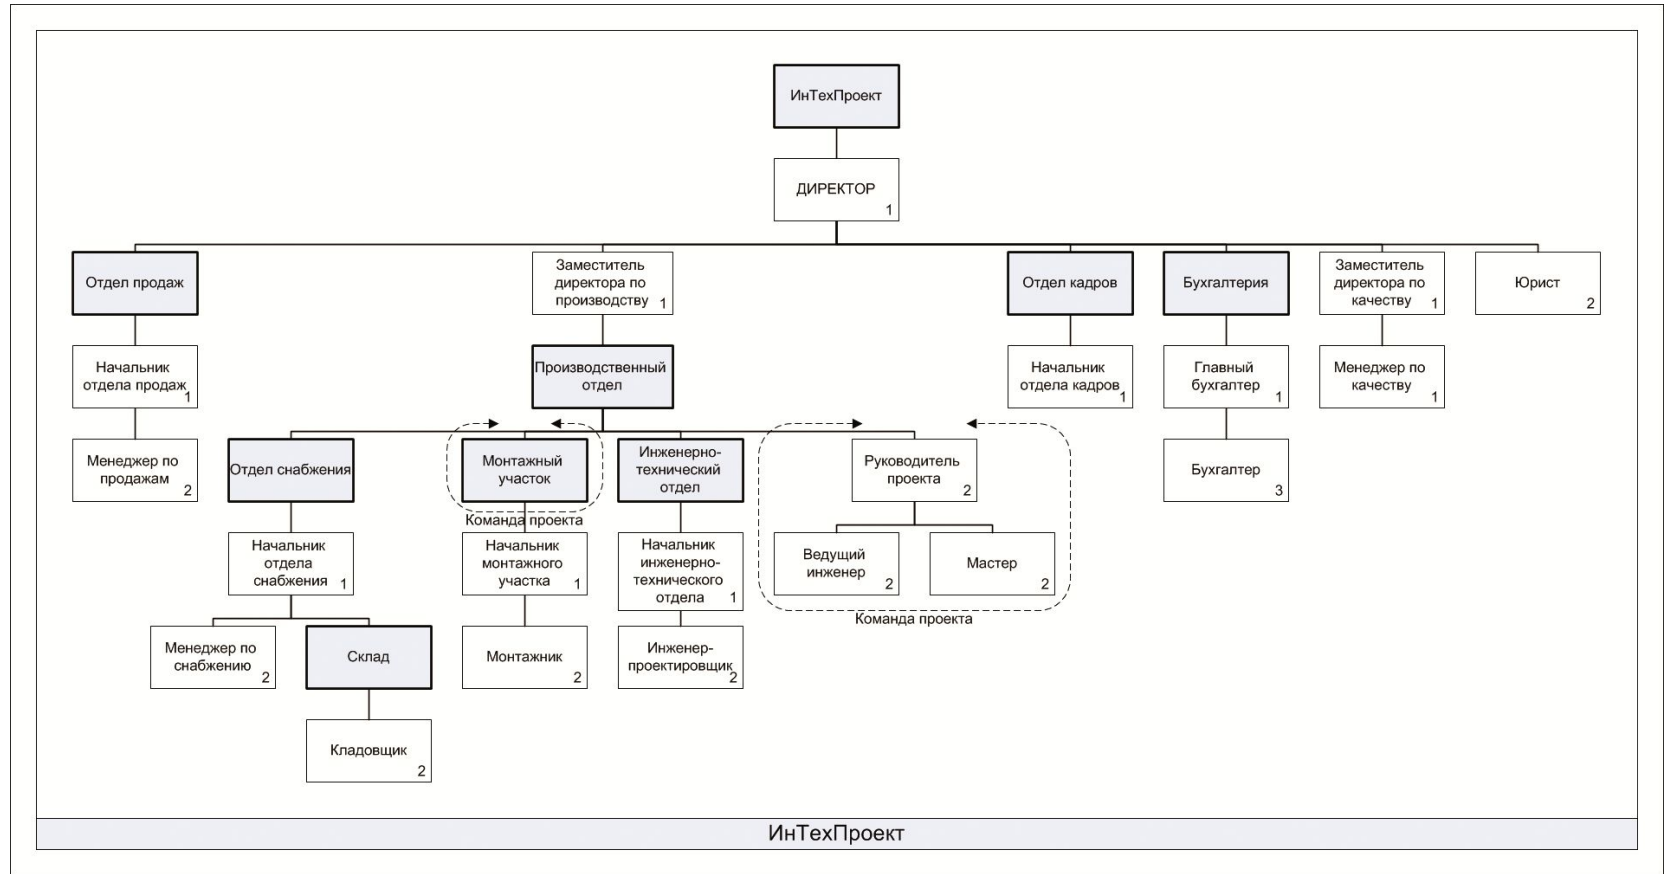 ИнТехПроект
ДИРЕКТОР
1
Отдел продаж
Заместитель
директора по
производству
1
Отдел кадров
Бухгалтерия
Заместитель
директора по
качеству
1
Юрист
2
Начальник
отдела продаж
1
Производственный
отдел
Начальник
отдела кадров
1
Главный
бухгалтер
1
Менеджер по
качеству
1
Менеджер по
продажам
2
Отдел снабжения
Монтажный
участок
Инженерно-
технический
отдел
Руководитель
проекта
2
Бухгалтер
3
Команда проекта
Начальник
отдела
снабжения
1
Начальник
монтажного
участка
1
Начальник
инженерно-
технического
отдела
1
Ведущий
инженер
2
Мастер
2
Команда проекта
Менеджер по
снабжению
2
Склад
Монтажник
2
Инженер-
проектировщик
2
Кладовщик
2
ИнТехПроект